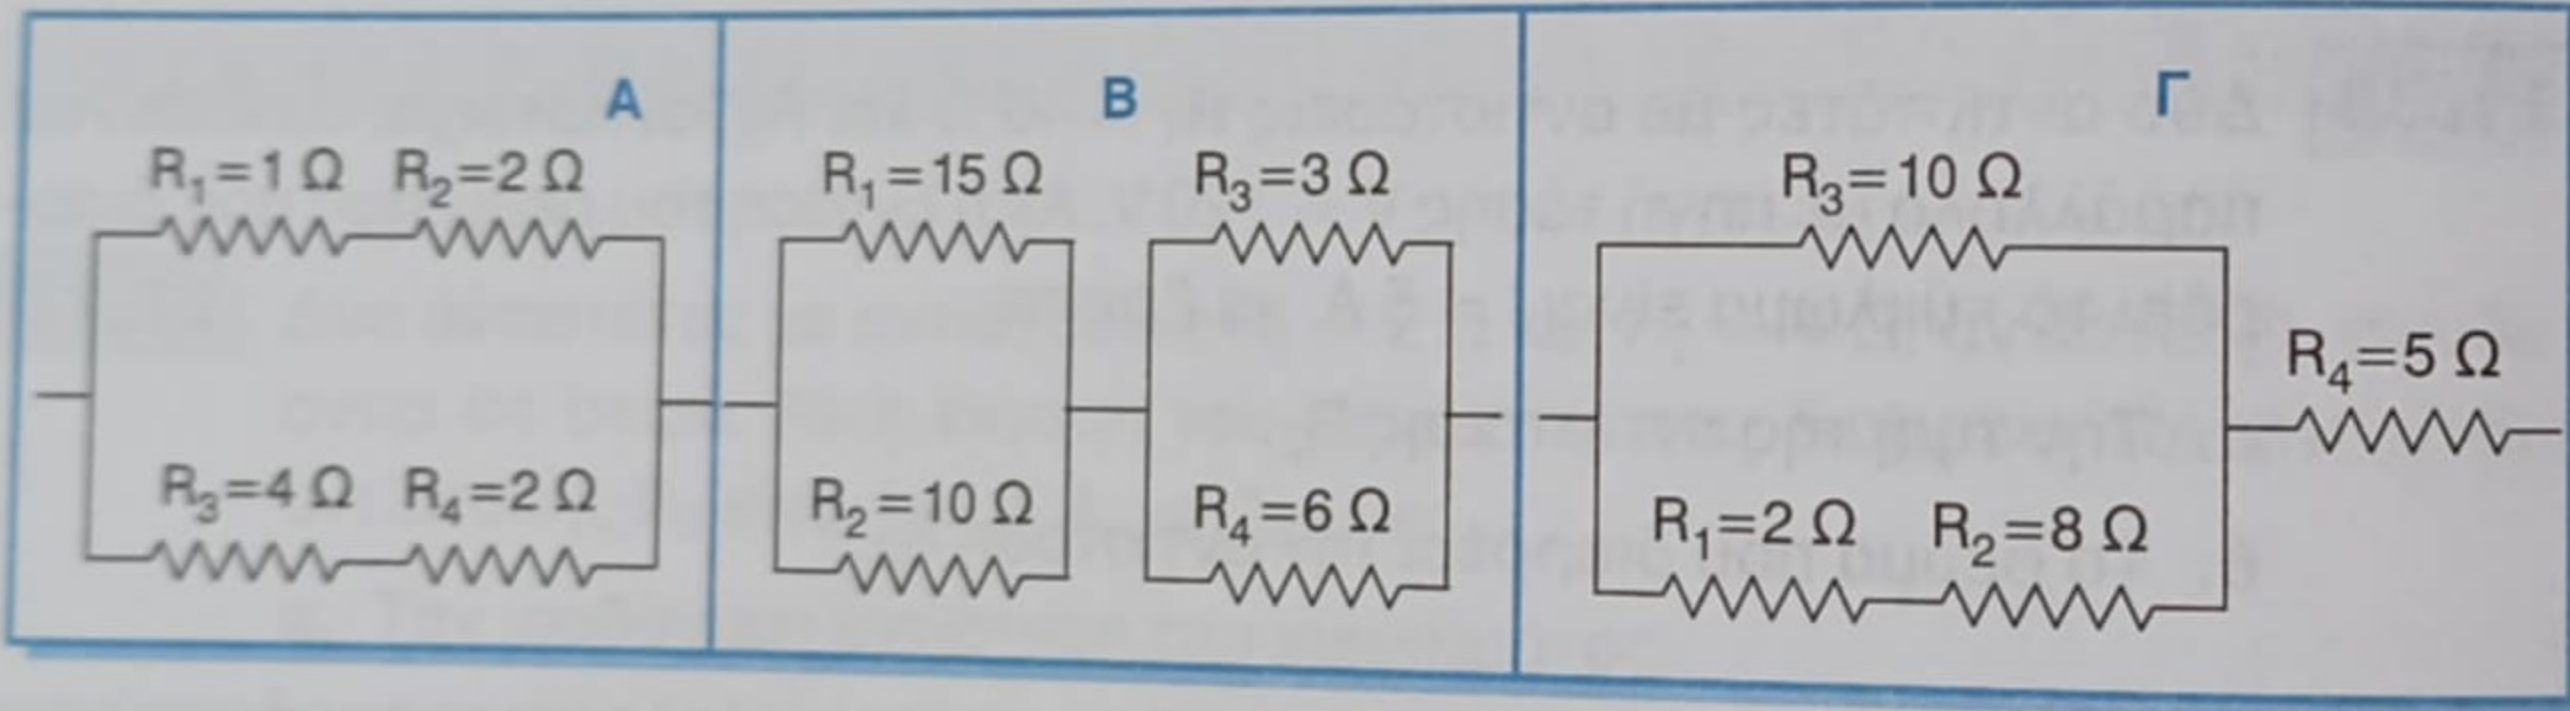 A
R₁=1 Ω R₂=2 Ω
R₃=4 Ω R₄=2 Ω
B
R₁=15 Ω R₃=3 Ω
R₂=10 Ω R₄=6 Ω
Γ
R₃=10 Ω
R₄=5 Ω
R₁=2 Ω R₂=8 Ω